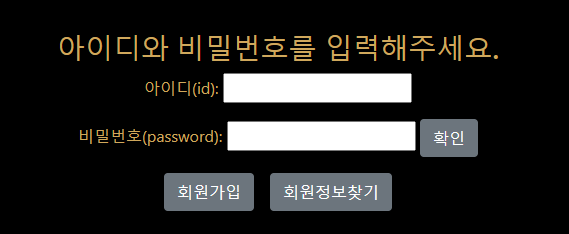 아이디와 비밀번호를 입력해주세요.
아이디(id):
비밀번호(password): 확인
회원가입 회원정보찾기